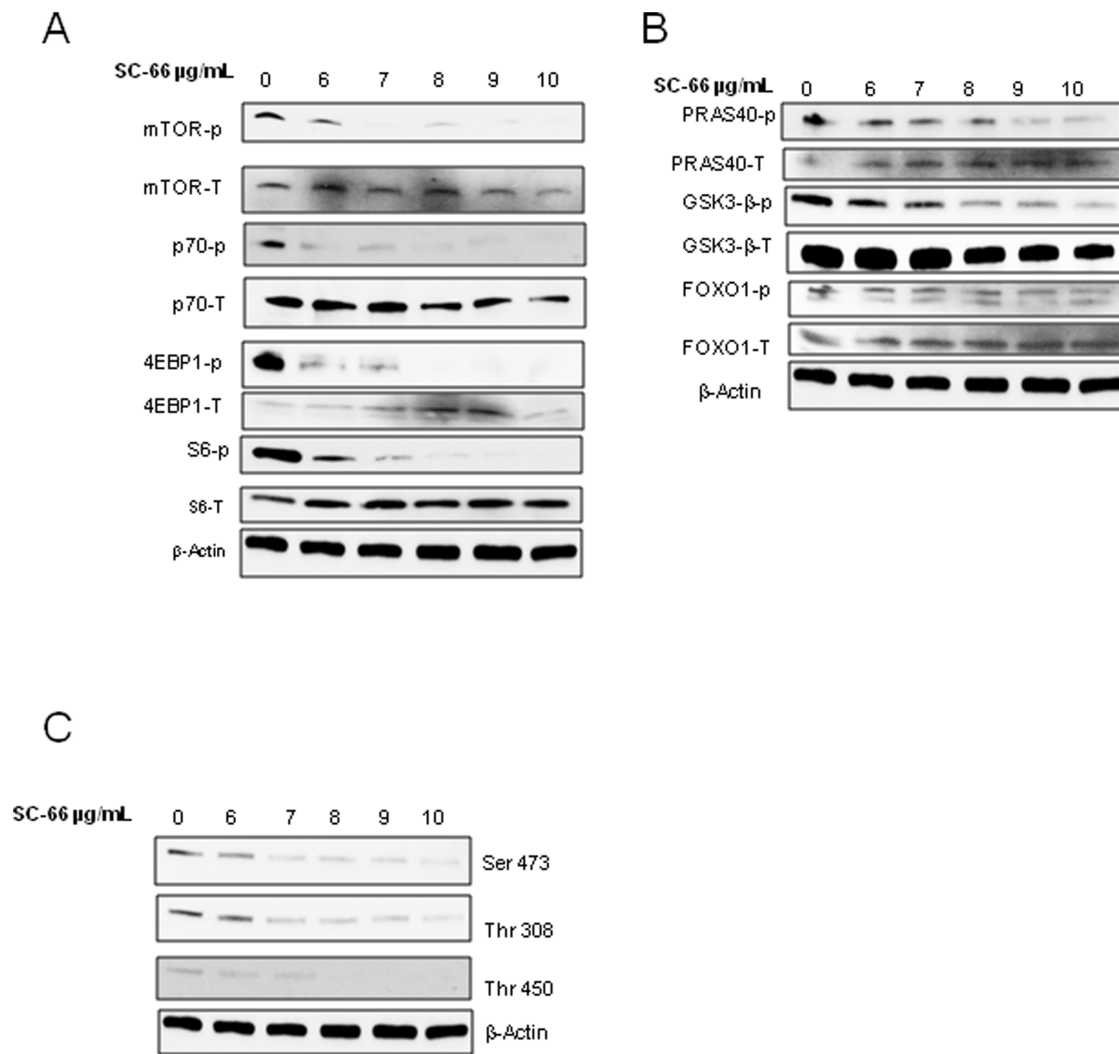 A
SC-66 µg/mL
0 6 7 8 9 10
mTOR-p
mTOR-T
p70-p
p70-T
4EBP1-p
4EBP1-T
S6-p
S6-T
β-Actin
B
SC-66 µg/mL
0 6 7 8 9 10
PRAS40-p
PRAS40-T
GSK3-β-p
GSK3-β-T
FOXO1-p
FOXO1-T
β-Actin
C
SC-66 µg/mL
0 6 7 8 9 10
Ser 473
Thr 308
Thr 450
β-Actin